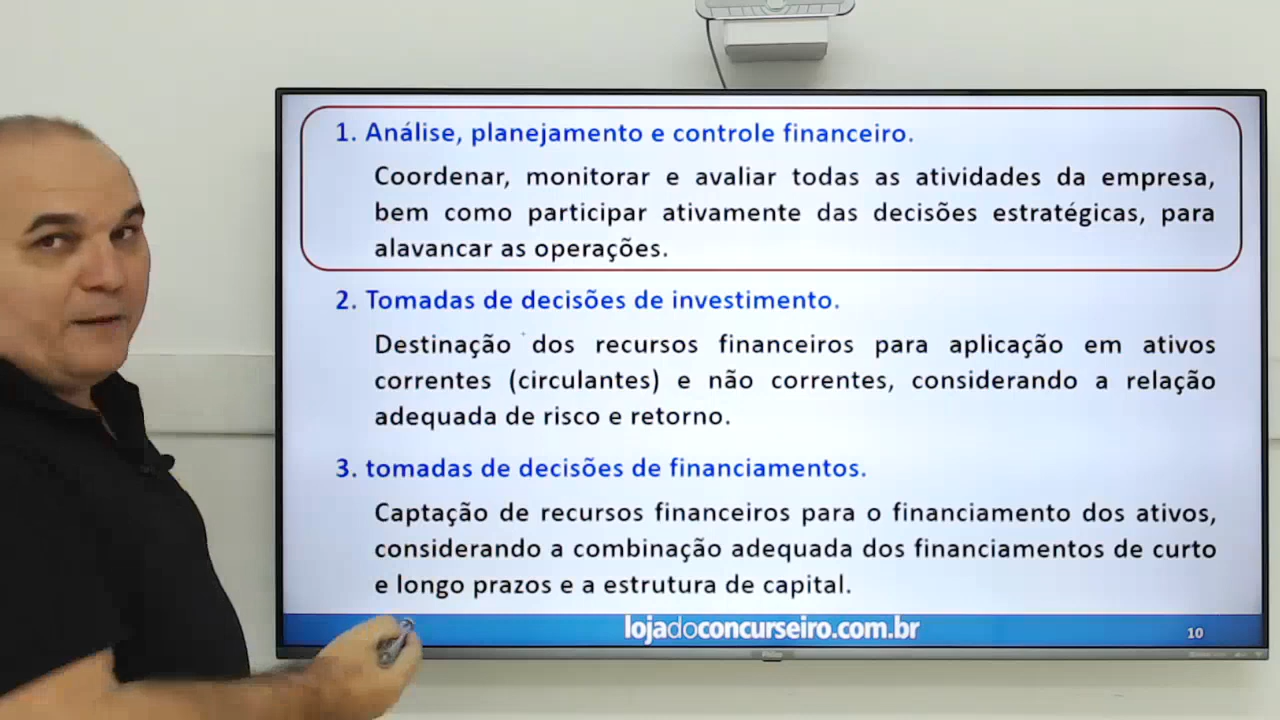 1. Análise, planejamento e controle financeiro.
Coordenar, monitorar e avaliar todas as atividades da empresa,
bem como participar ativamente das decisões estratégicas, para
alavancar as operações.
2. Tomadas de decisões de investimento.
Destinação dos recursos financeiros para aplicação em ativos
correntes (circulantes) e não correntes, considerando a relação
adequada de risco e retorno.
3. tomadas de decisões de financiamentos.
Captação de recursos financeiros para o financiamento dos ativos,
considerando a combinação adequada dos financiamentos de curto
e longo prazos e a estrutura de capital.
lojadoconcurseiro.com.br
10